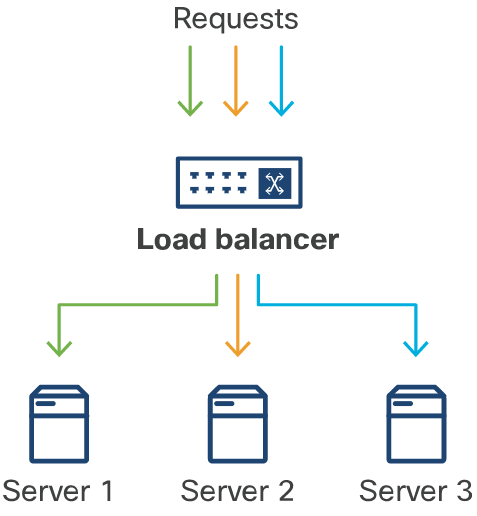 Requests
Load balancer
Server 1
Server 2
Server 3